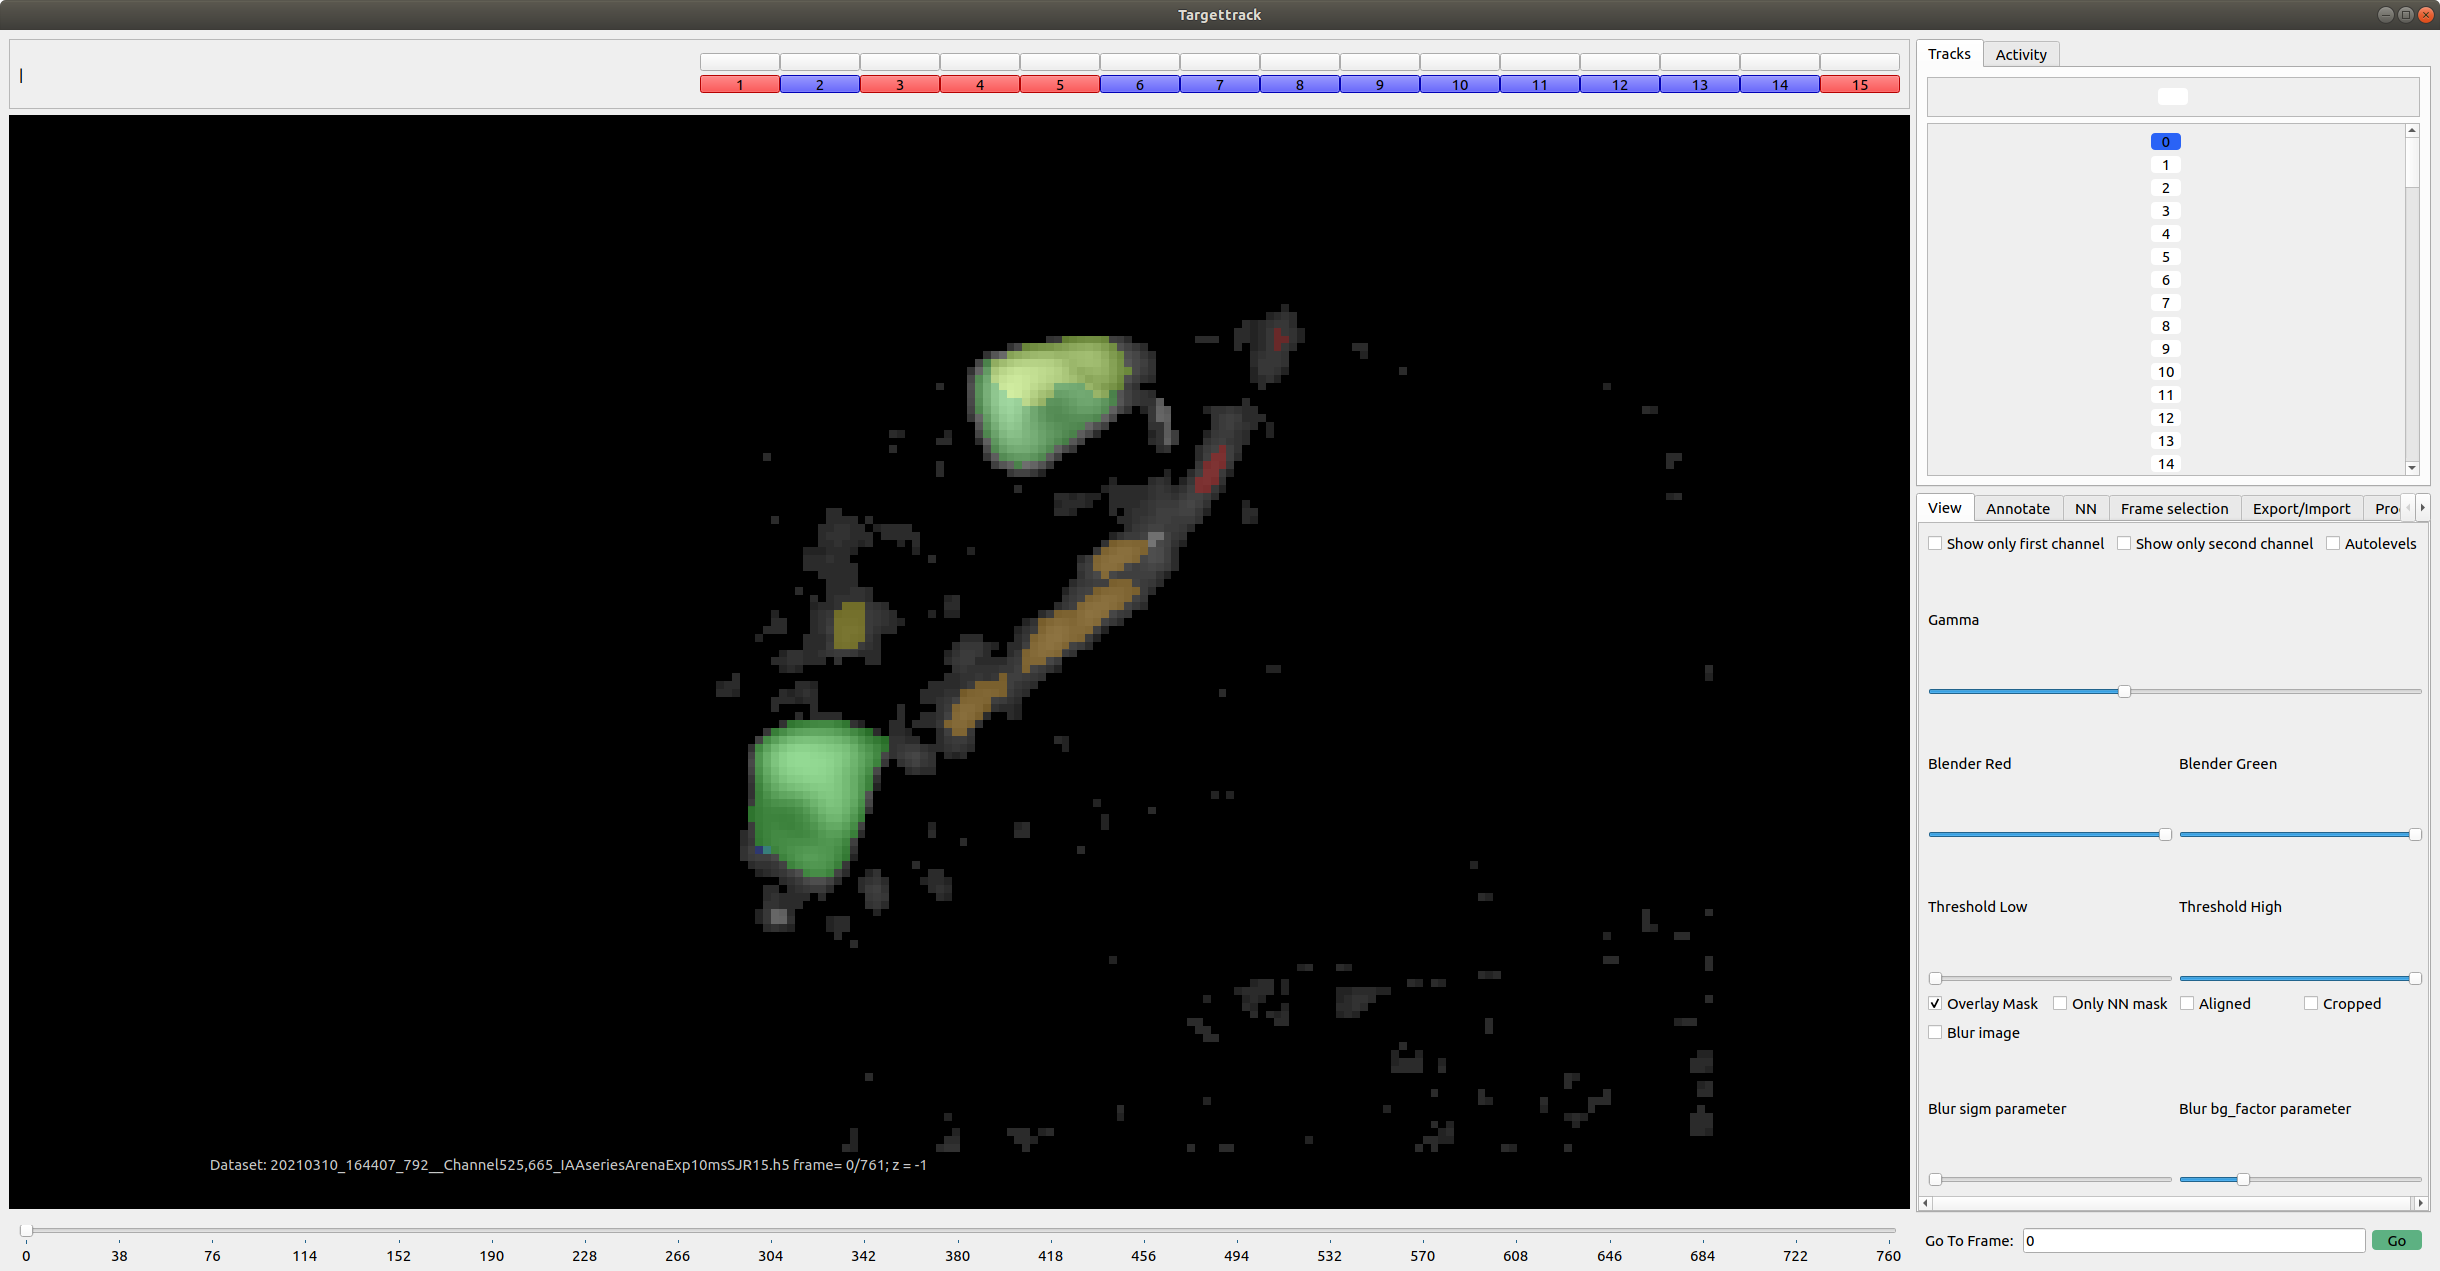 Targettrack
1 2 3 4 5 6 7 8 9 10 11 12 13 14 15
Tracks Activity
0
1
2
3
4
5
6
7
8
9
10
11
12
13
14
View Annotate NN Frame selection Export/Import Pro
Show only first channel Show only second channel Autolevels
Gamma
Blender Red Blender Green
Threshold Low Threshold High
Overlay Mask Only NN mask Aligned Cropped
Blur image
Blur sigm parameter Blur bg_factor parameter
Dataset: 20210310_164407_792__Channel525,665_IAAseriesArenaExp10msSJR15.h5 frame= 0/761; z = -1
0 38 76 114 152 190 228 266 304 342 380 418 456 494 532 570 608 646 684 722 760
Go To Frame: 0 Go